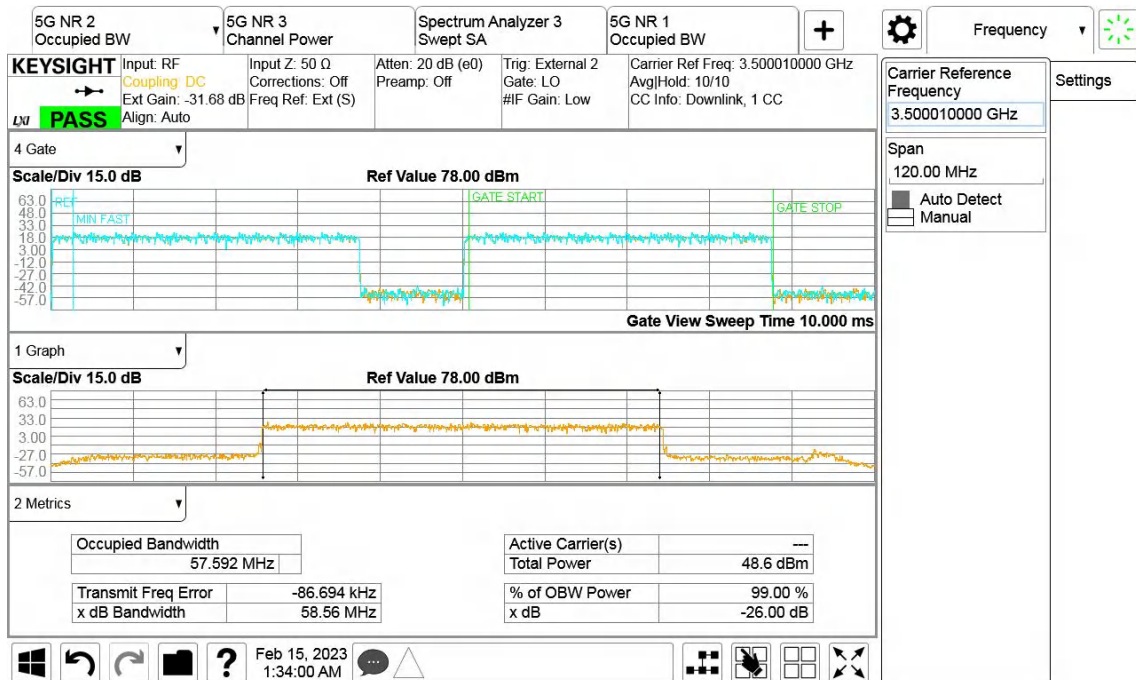 5G NR 2
Occupied BW
5G NR 3
Channel Power
Spectrum Analyzer 3
Swept SA
5G NR 1
Occupied BW
Frequency
KEYSIGHT
LXI
PASS
Input: RF
Coupling: DC
Ext Gain: -31.68 dB
Align: Auto
Input Z: 50 Ω
Corrections: Off
Freq Ref: Ext (S)
Atten: 20 dB (e0)
Preamp: Off
Trig: External 2
Gate: LO
#IF Gain: Low
Carrier Ref Freq: 3.500010000 GHz
Avg|Hold: 10/10
CC Info: Downlink, 1 CC
Carrier Reference
Frequency
3.500010000 GHz
Settings
Span
120.00 MHz
Auto Detect
Manual
4 Gate
Scale/Div 15.0 dB
Ref Value 78.00 dBm
63.0
48.0
33.0
18.0
3.00
-12.0
-27.0
-42.0
-57.0
REF
MIN FAST
GATE START
GATE STOP
Gate View Sweep Time 10.000 ms
1 Graph
Scale/Div 15.0 dB
Ref Value 78.00 dBm
63.0
33.0
3.00
-27.0
-57.0
2 Metrics
Occupied Bandwidth
57.592 MHz
Transmit Freq Error -86.694 kHz
x dB Bandwidth 58.56 MHz
Active Carrier(s) ---
Total Power 48.6 dBm
% of OBW Power 99.00 %
x dB -26.00 dB
?
Feb 15, 2023
1:34:00 AM